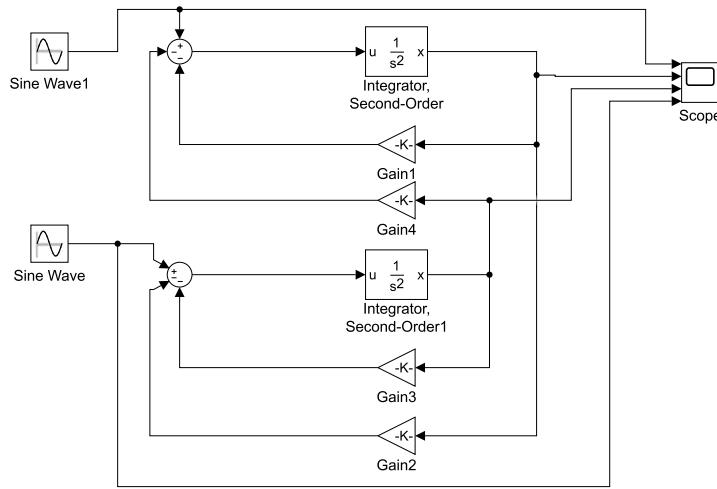 Sine Wave1
u 1 x
s2
Integrator,
Second-Order
Scope
-K-
Gain1
-K-
Gain4
Sine Wave
u 1 x
s2
Integrator,
Second-Order1
-K-
Gain3
-K-
Gain2